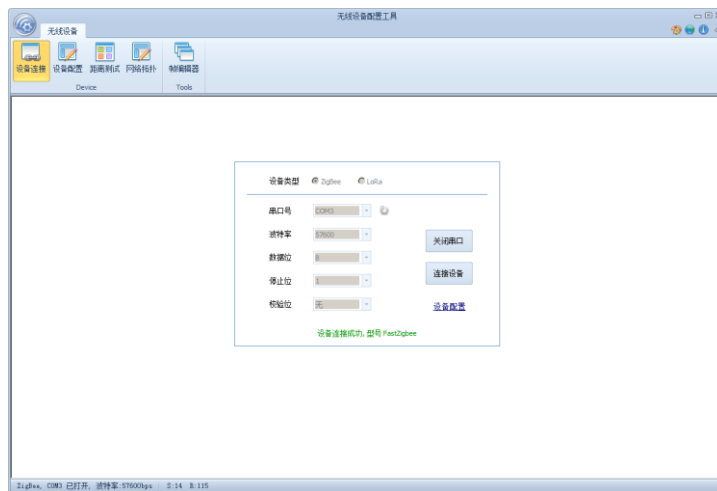 无线设备配置工具
无线设备
设备连接 设备配置 距离测试 网络拓扑 帧编辑器
Device Tools
设备类型 ZigBee LoRa
串口号 COM3
波特率 57600
关闭串口
数据位 8
连接设备
停止位 1
校验位 无
设备配置
设备连接成功, 型号 FastZigbee
ZigBee, COM3 已打开, 波特率:57600bps S:14 R:115